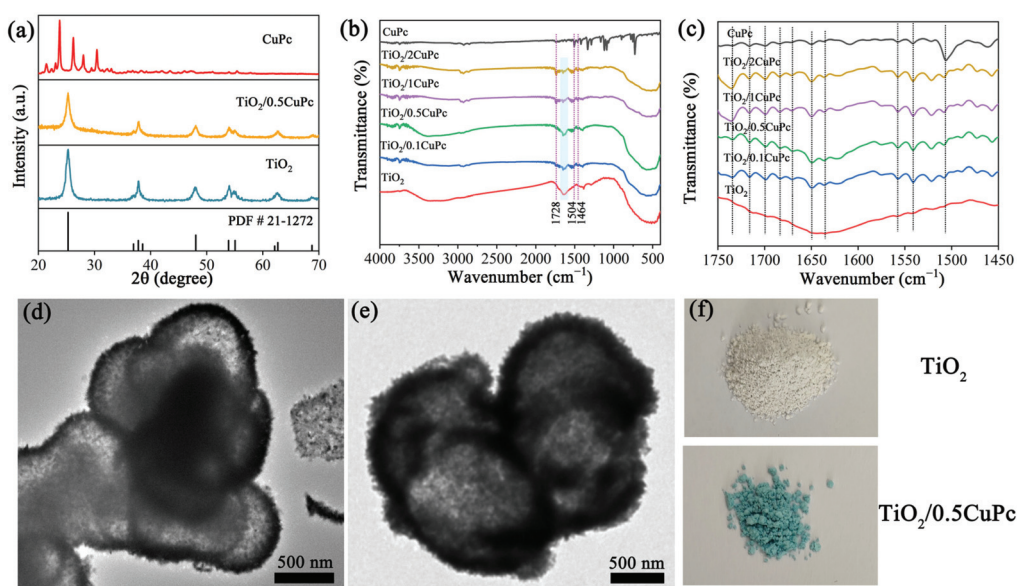 (a)
CuPc
TiO₂/0.5CuPc
TiO₂
PDF # 21-1272
Intensity (a.u.)
20 30 40 50 60 70
2θ (degree)
(b)
CuPc
TiO₂/2CuPc
TiO₂/1CuPc
TiO₂/0.5CuPc
TiO₂/0.1CuPc
TiO₂
1728
1504
1464
Transmittance (%)
4000 3500 3000 2500 2000 1500 1000 500
Wavenumber (cm⁻¹)
(c)
CuPc
TiO₂/2CuPc
TiO₂/1CuPc
TiO₂/0.5CuPc
TiO₂/0.1CuPc
TiO₂
Transmittance (%)
1750 1700 1650 1600 1550 1500 1450
Wavenumber (cm⁻¹)
(d)
500 nm
(e)
500 nm
(f)
TiO₂
TiO₂/0.5CuPc